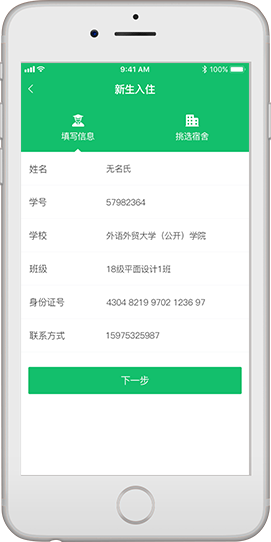 9:41 AM 100%
新生入住
填写信息 挑选宿舍
姓名 无名氏
学号 57982364
学校 外语外贸大学（公开）学院
班级 18级平面设计1班
身份证号 4304 8219 9702 1236 97
联系方式 15975325987
下一步